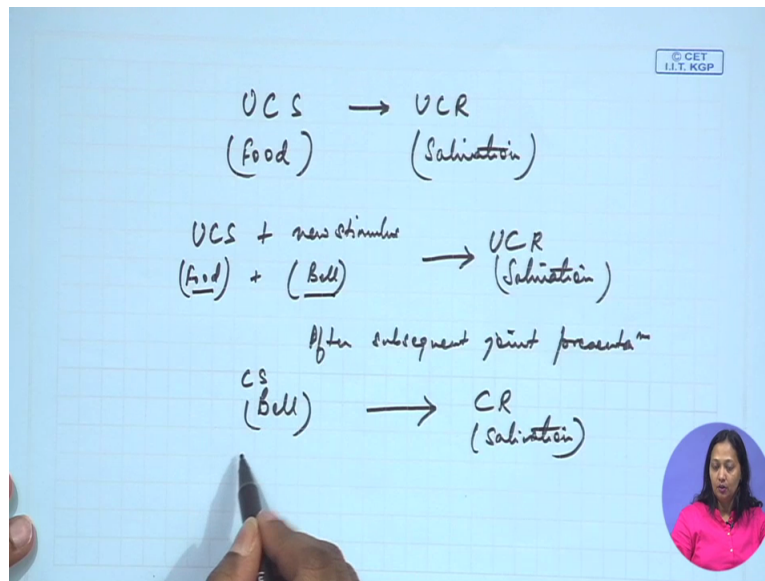 © CET
I.I.T. KGP
UCS → UCR
(Food) (Salivation)
UCS + new stimulus → UCR
(Food) + (Bell) (Salivation)
After subsequent joint presentaⁿ
CS
(Bell) → CR
(Salivation)